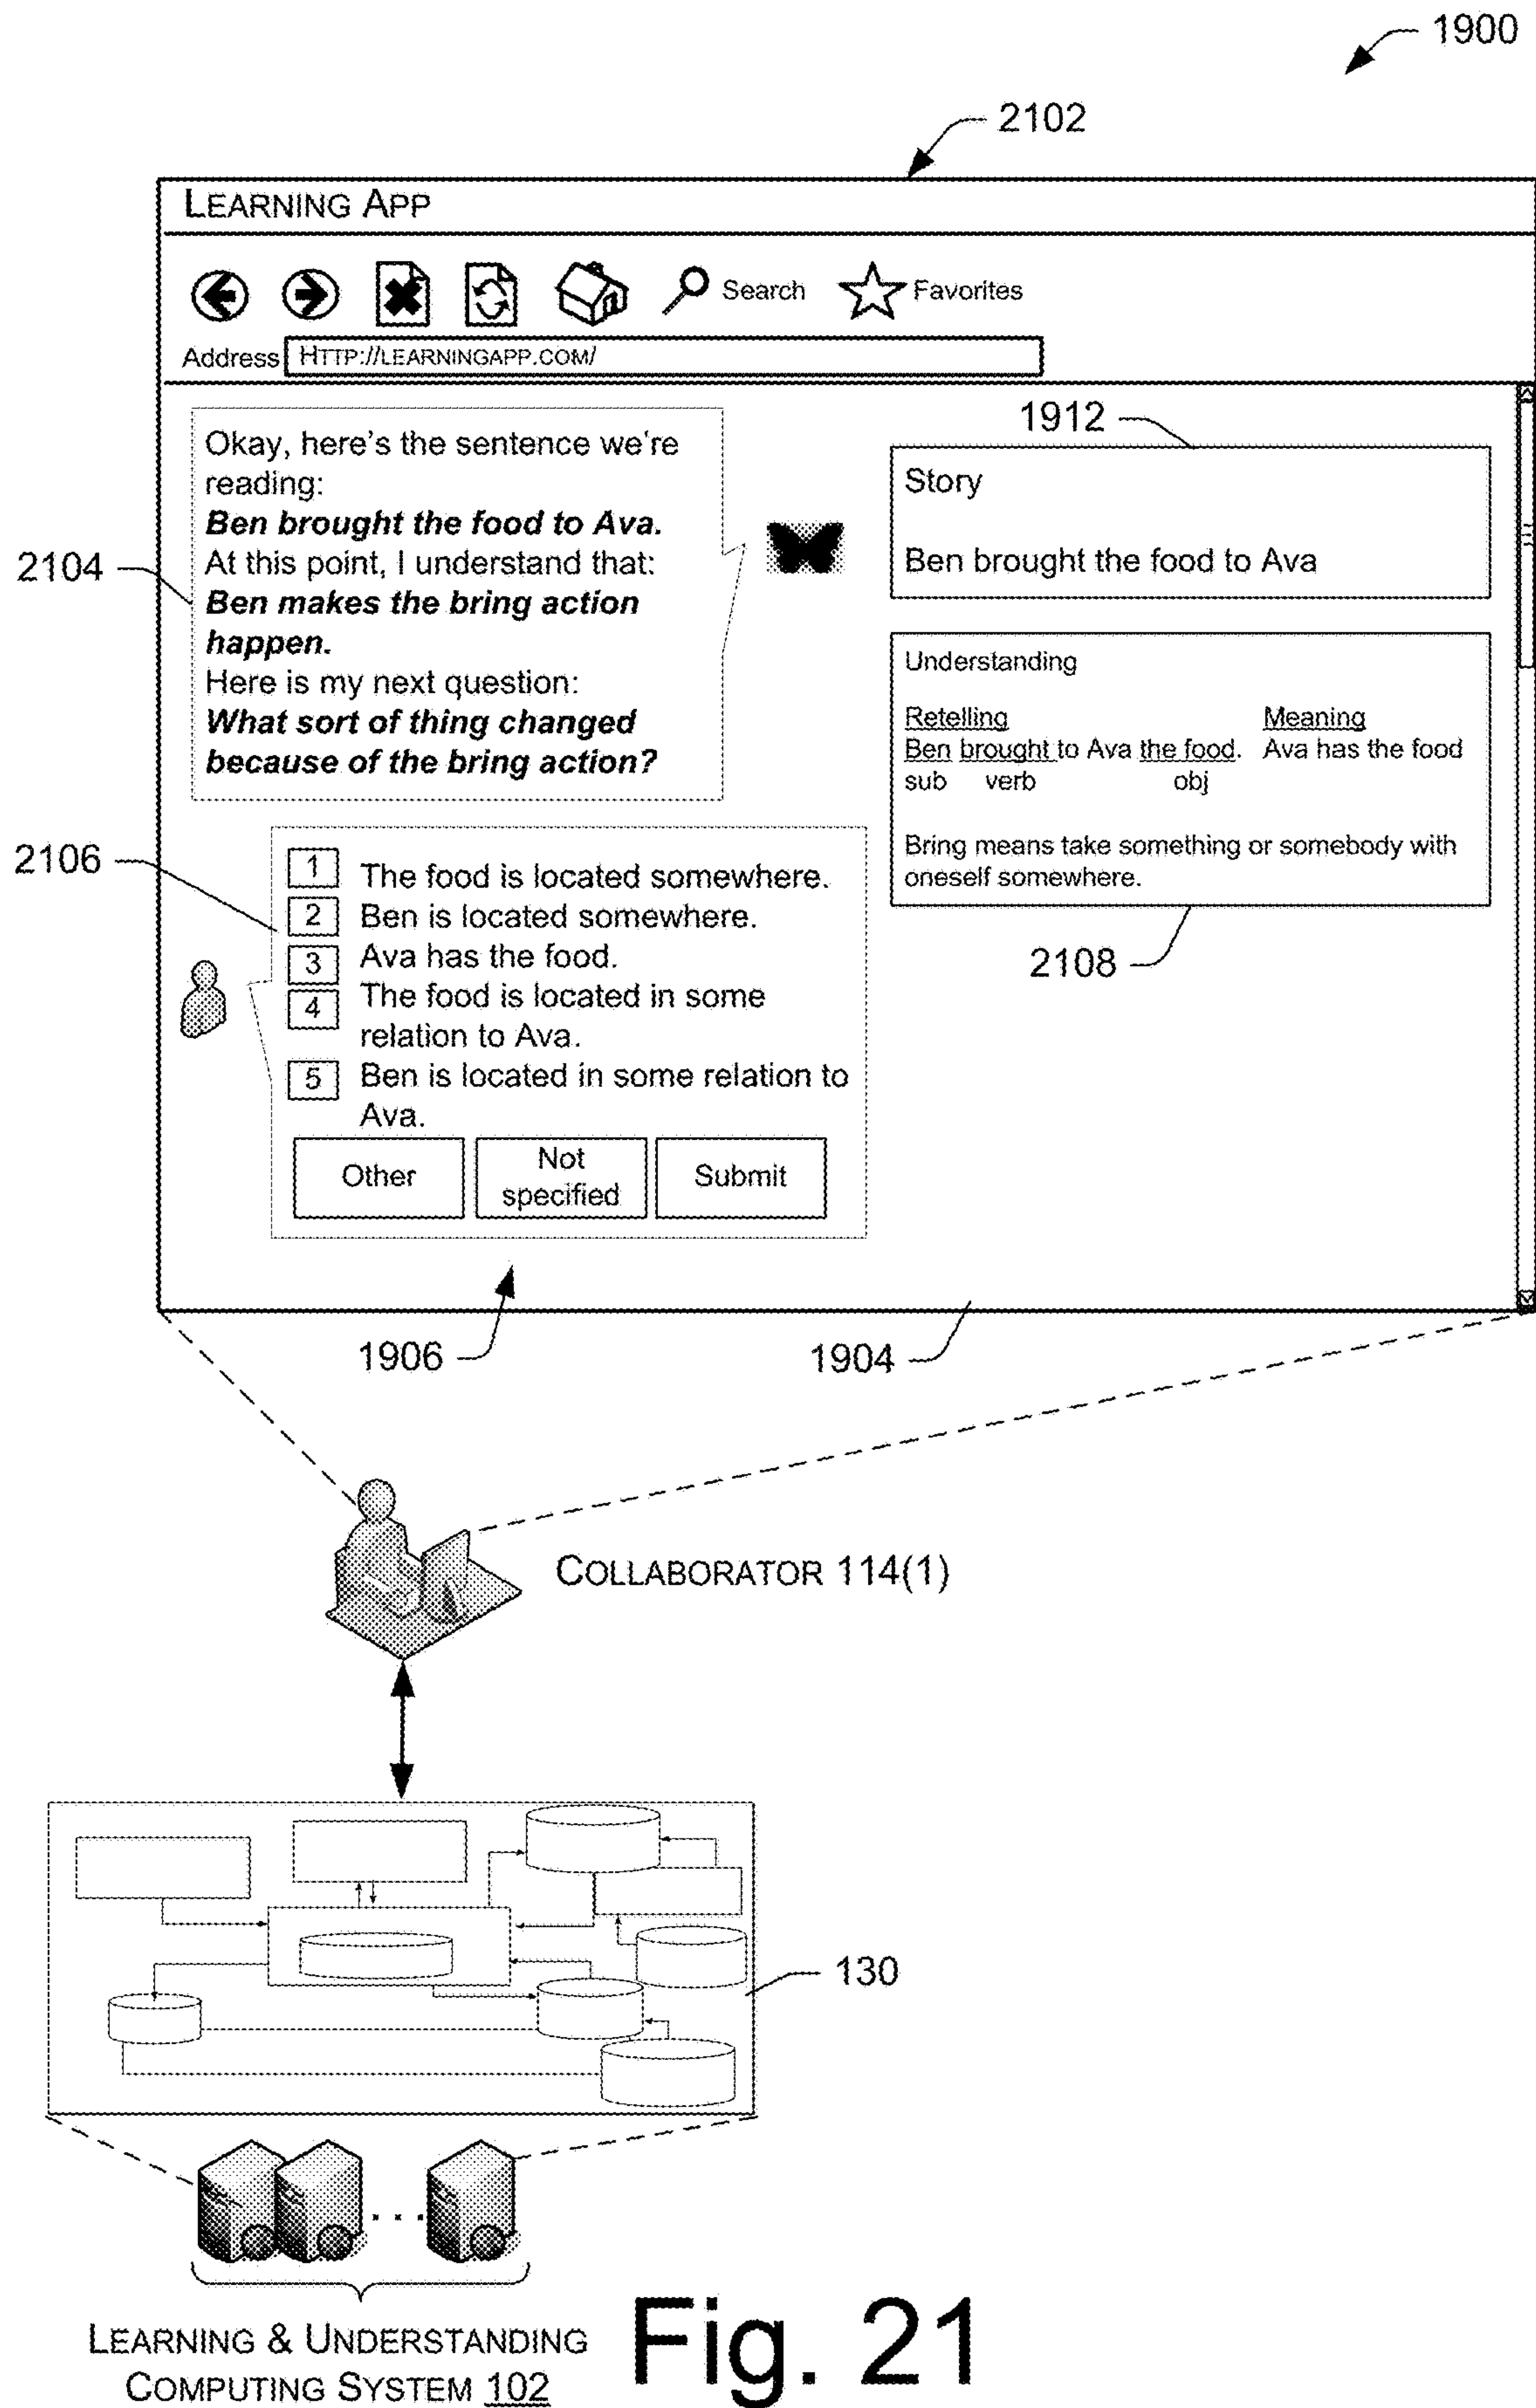 1900
2102
LEARNING APP
Search
Favorites
Address
HTTP://LEARNINGAPP.COM/
Okay, here's the sentence we're
reading:
Ben brought the food to Ava.
At this point, I understand that:
Ben makes the bring action
happen.
Here is my next question:
What sort of thing changed
because of the bring action?
2104
1912
Story
Ben brought the food to Ava
Understanding
Retelling Meaning
Ben brought to Ava the food. Ava has the food
sub verb obj
Bring means take something or somebody with
oneself somewhere.
2108
2106
1 The food is located somewhere.
2 Ben is located somewhere.
3 Ava has the food.
4 The food is located in some
relation to Ava.
5 Ben is located in some relation to
Ava.
Other
Not
specified
Submit
1906
1904
COLLABORATOR 114(1)
130
. . .
LEARNING & UNDERSTANDING
COMPUTING SYSTEM 102
Fig. 21